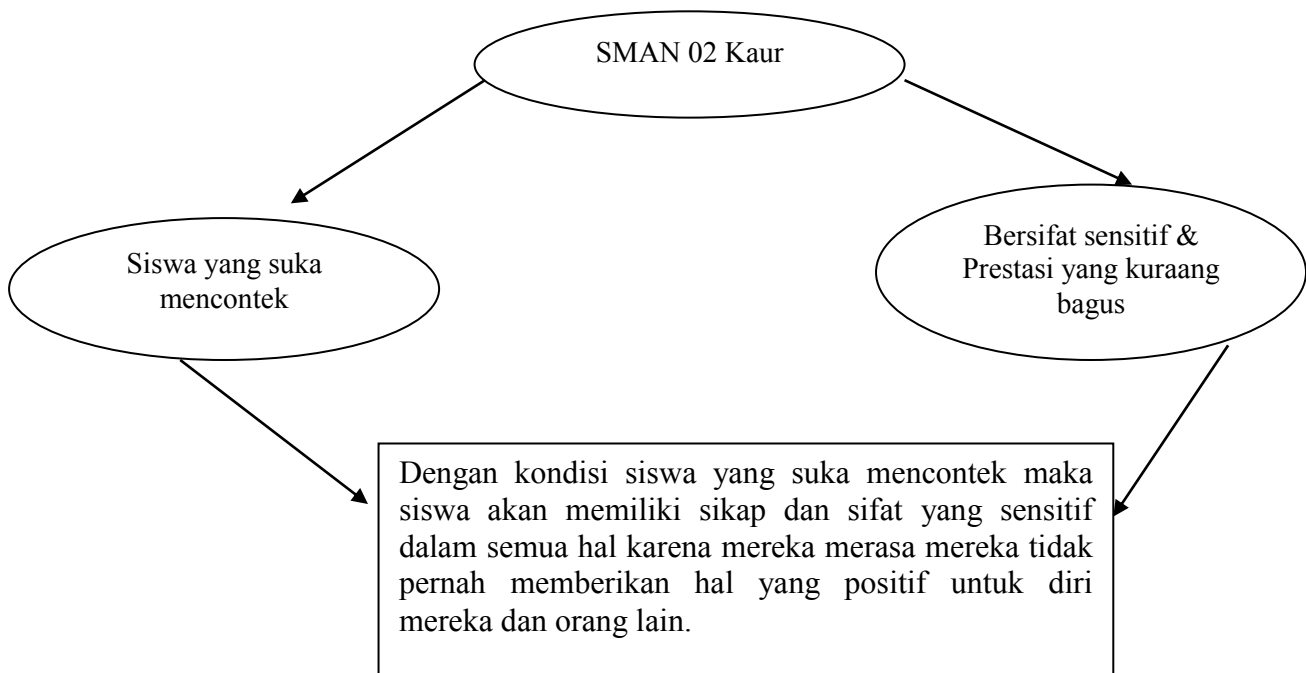 SMAN 02 Kaur
Siswa yang suka
mencontek
Bersifat sensitif &
Prestasi yang kuraang
bagus
Dengan kondisi siswa yang suka mencontek maka
siswa akan memiliki sikap dan sifat yang sensitif
dalam semua hal karena mereka merasa mereka tidak
pernah memberikan hal yang positif untuk diri
mereka dan orang lain.